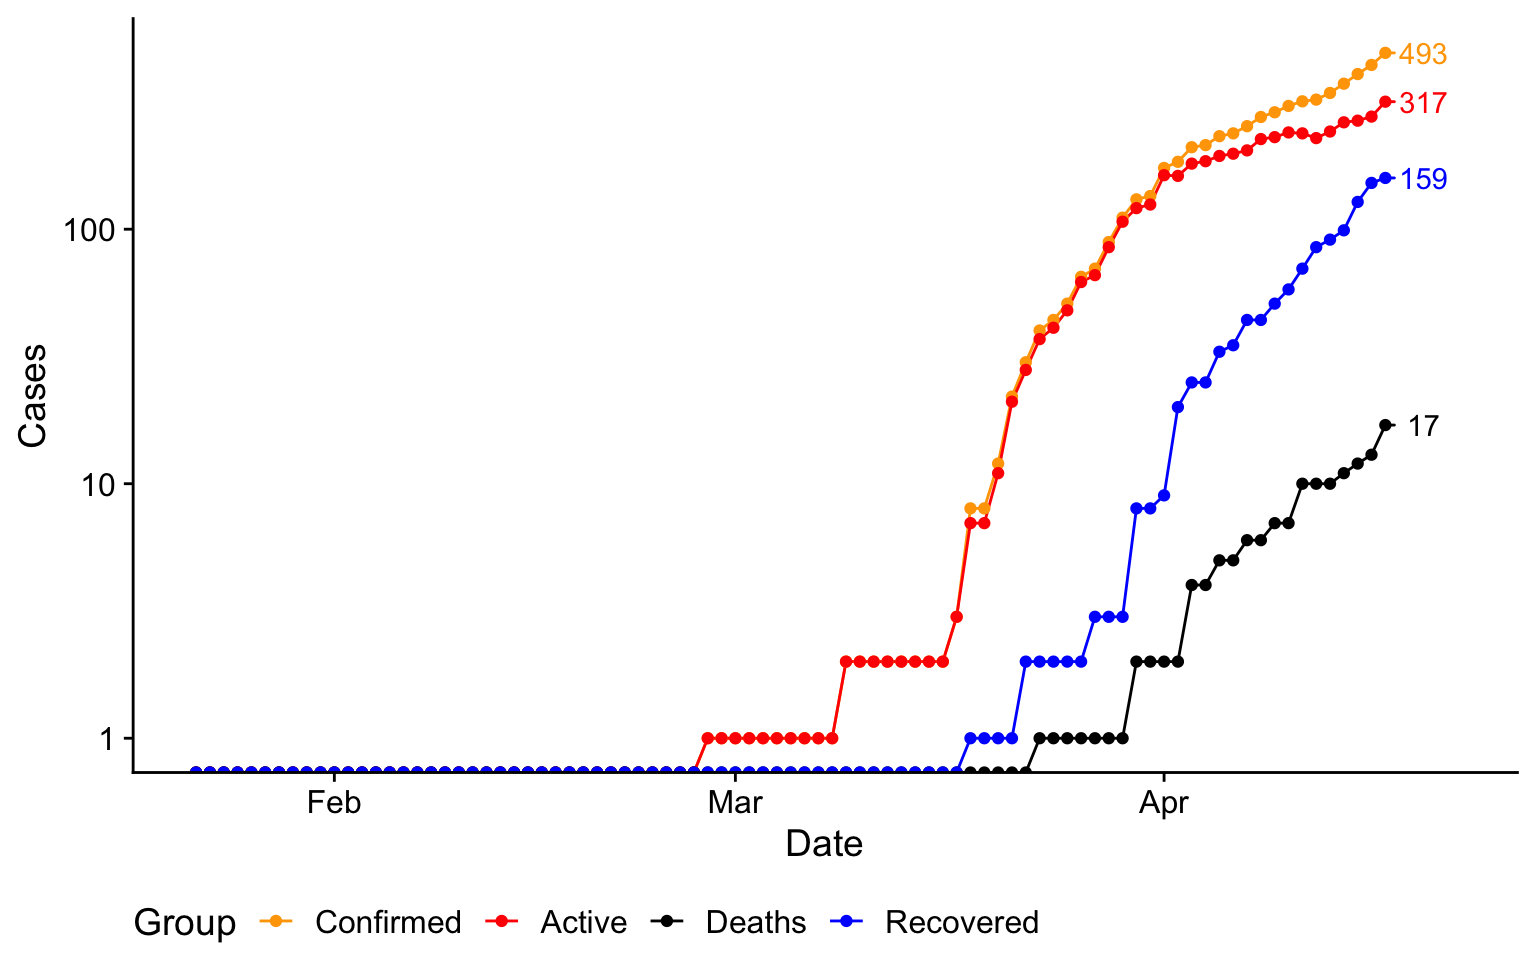 493
317
159
17
100
10
1
Cases
Feb Mar Apr
Date
Group Confirmed Active Deaths Recovered